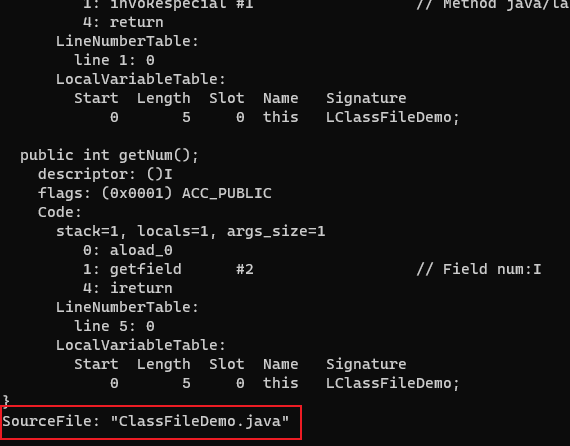 1: invokespecial #1 // Method java/la
4: return
LineNumberTable:
line 1: 0
LocalVariableTable:
Start Length Slot Name Signature
0 5 0 this LClassFileDemo;
public int getNum();
descriptor: ()I
flags: (0x0001) ACC_PUBLIC
Code:
stack=1, locals=1, args_size=1
0: aload_0
1: getfield #2 // Field num:I
4: ireturn
LineNumberTable:
line 5: 0
LocalVariableTable:
Start Length Slot Name Signature
0 5 0 this LClassFileDemo;
}
SourceFile: "ClassFileDemo.java"